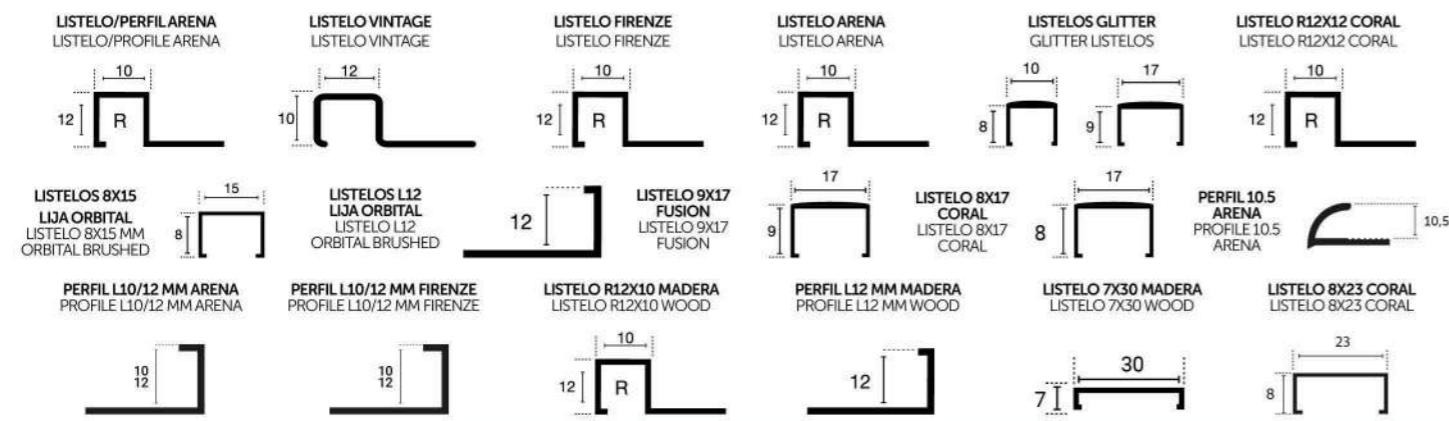 LISTELO/PERFIL ARENA
LISTELO/PROFILE ARENA
10
12
R
LISTELO VINTAGE
LISTELO VINTAGE
12
10
LISTELO FIRENZE
LISTELO FIRENZE
10
12
R
LISTELO ARENA
LISTELO ARENA
10
12
R
LISTELOS GLITTER
GLITTER LISTELOS
10
8
17
9
LISTELO R12X12 CORAL
LISTELO R12X12 CORAL
10
12
R
LISTELOS 8X15
LIJA ORBITAL
LISTELO 8X15 MM
ORBITAL BRUSHED
15
8
LISTELOS L12
LIJA ORBITAL
LISTELO L12
ORBITAL BRUSHED
12
LISTELO 9X17
FUSION
LISTELO 9X17
FUSION
17
9
LISTELO 8X17
CORAL
LISTELO 8X17
CORAL
17
8
PERFIL 10.5
ARENA
PROFILE 10.5
ARENA
10,5
PERFIL L10/12 MM ARENA
PROFILE L10/12 MM ARENA
10
12
PERFIL L10/12 MM FIRENZE
PROFILE L10/12 MM FIRENZE
10
12
LISTELO R12X10 MADERA
LISTELO R12X10 WOOD
10
12
R
PERFIL L12 MM MADERA
PROFILE L12 MM WOOD
12
LISTELO 7X30 MADERA
LISTELO 7X30 WOOD
30
7
LISTELO 8X23 CORAL
LISTELO 8X23 CORAL
23
8